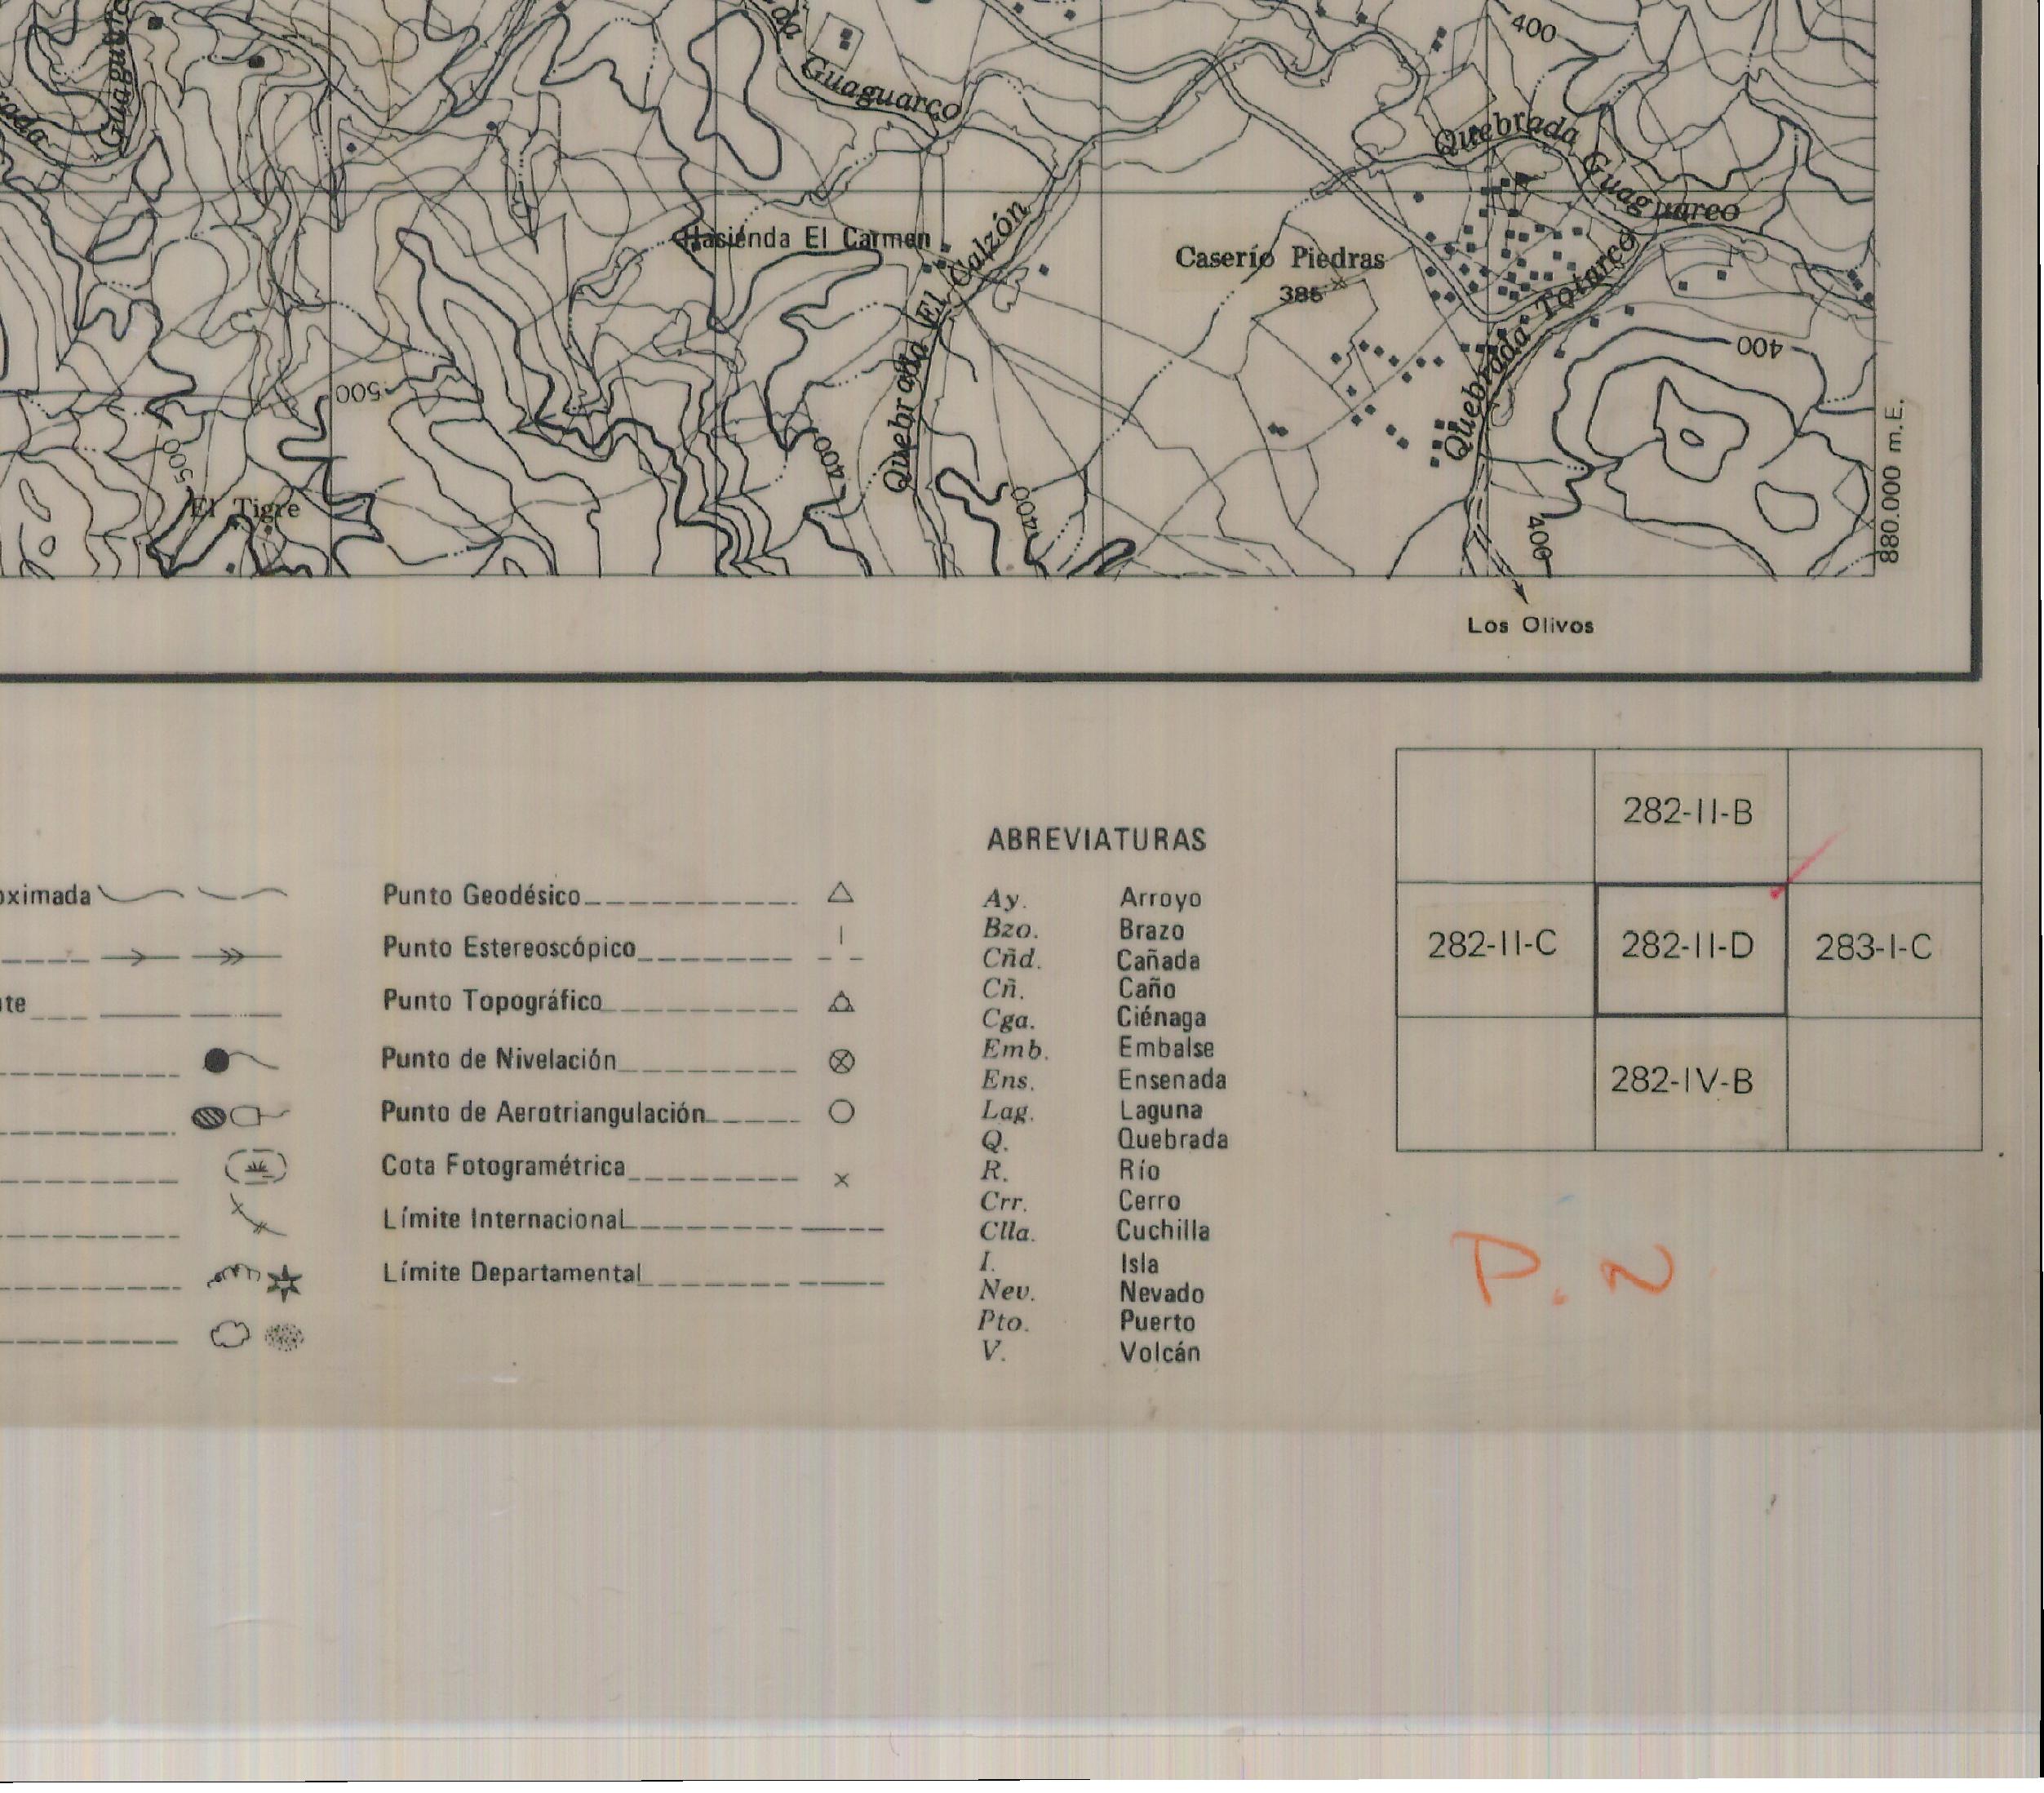 400
Guaguarco
da
Guaguarco
Quebrada
Guaguarco
Hasienda El Carmen
Quebrada El Calzón
Caserío Piedras
385
Quebrada Totarco
400
500
500
400
400
400
El Tigre
880.000 m.E.
Los Olivos
oximada
Punto Geodésico
Punto Estereoscópico
Punto Topográfico
Punto de Nivelación
Punto de Aerotriangulación
Cota Fotogramétrica
Límite Internacional
Límite Departamental
ABREVIATURAS
Ay. Arroyo
Bzo. Brazo
Cñd. Cañada
Cñ. Caño
Cga. Ciénaga
Emb. Embalse
Ens. Ensenada
Lag. Laguna
Q. Quebrada
R. Río
Crr. Cerro
Clla. Cuchilla
I. Isla
Nev. Nevado
Pto. Puerto
V. Volcán
282-II-B
282-II-C 282-II-D 283-I-C
282-IV-B
P.N